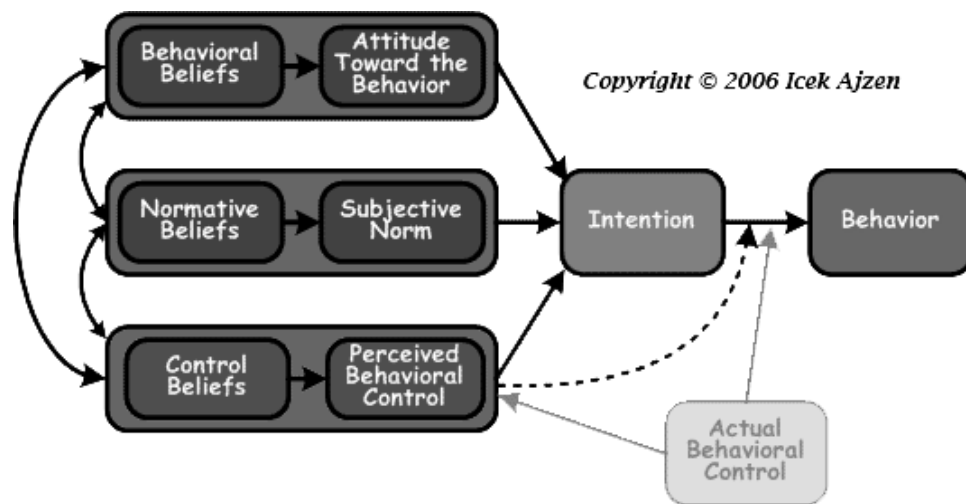 Behavioral
Beliefs
Attitude
Toward the
Behavior
Copyright © 2006 Icek Ajzen
Normative
Beliefs
Subjective
Norm
Intention
Behavior
Control
Beliefs
Perceived
Behavioral
Control
Actual
Behavioral
Control